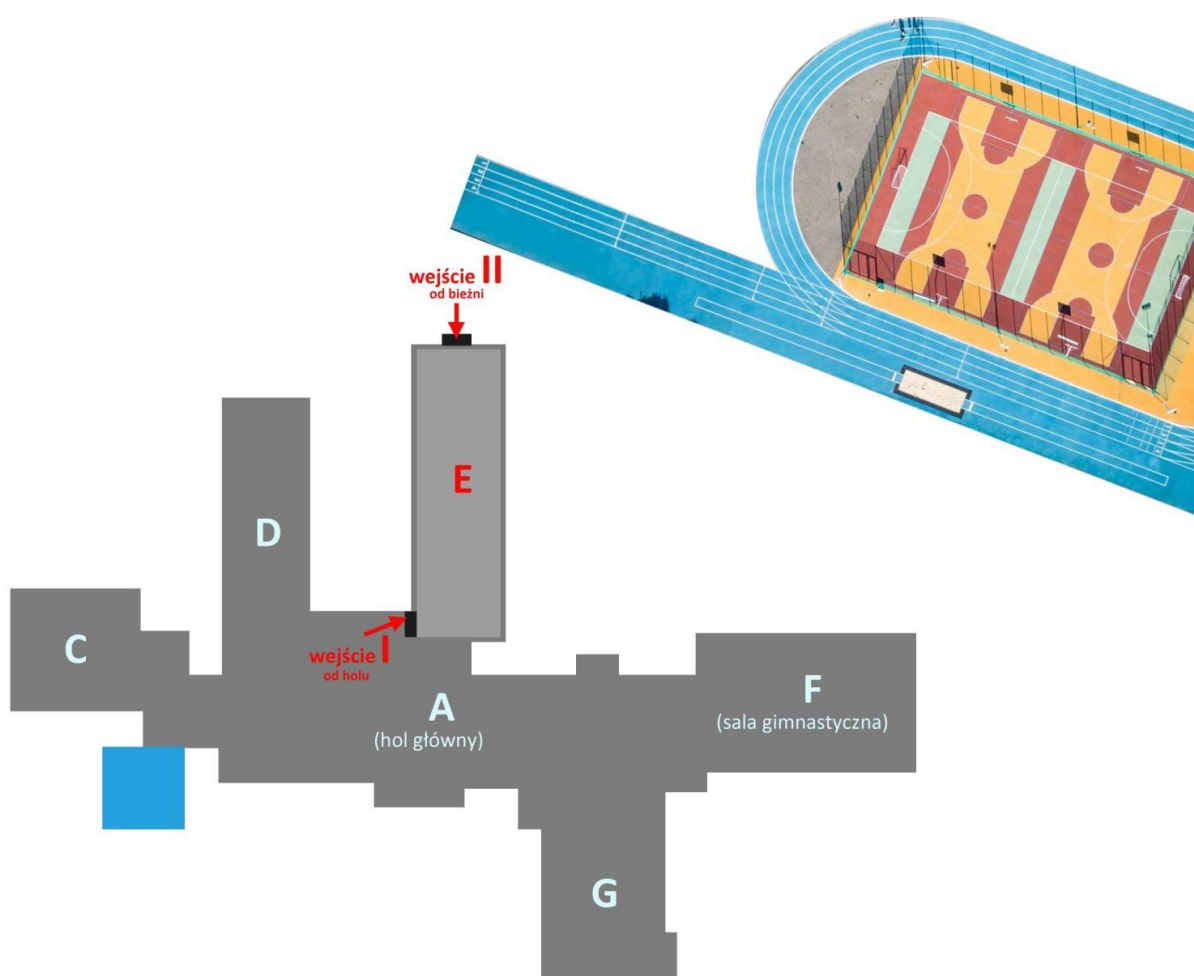 wejście II
od bieżni
E
D
C
wejście I
od holu
A
(hol główny)
F
(sala gimnastyczna)
G